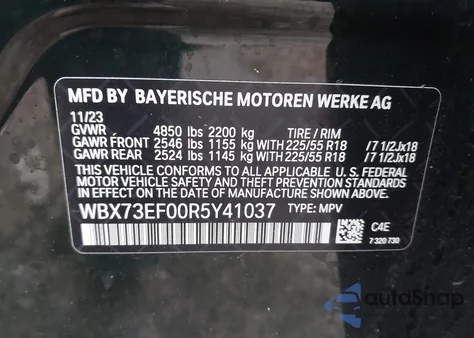 MFD BY BAYERISCHE MOTOREN WERKE AG
11/23
GVWR 4850 lbs 2200 kg TIRE / RIM
GAWR FRONT 2546 lbs 1155 kg WITH 225/55 R18 /7 1/2Jx18
GAWR REAR 2524 lbs 1145 kg WITH 225/55 R18 /7 1/2Jx18
THIS VEHICLE CONFORMS TO ALL APPLICABLE U.S. FEDERAL
MOTOR VEHICLE SAFETY, BUMPER, AND THEFT PREVENTION
STANDARDS IN EFFECT ON THE DATE OF MANUFACTURE SHOWN ABOVE.
WBX73EF00R5Y41037 TYPE: MPV
C4E
7 320 730
autoShop